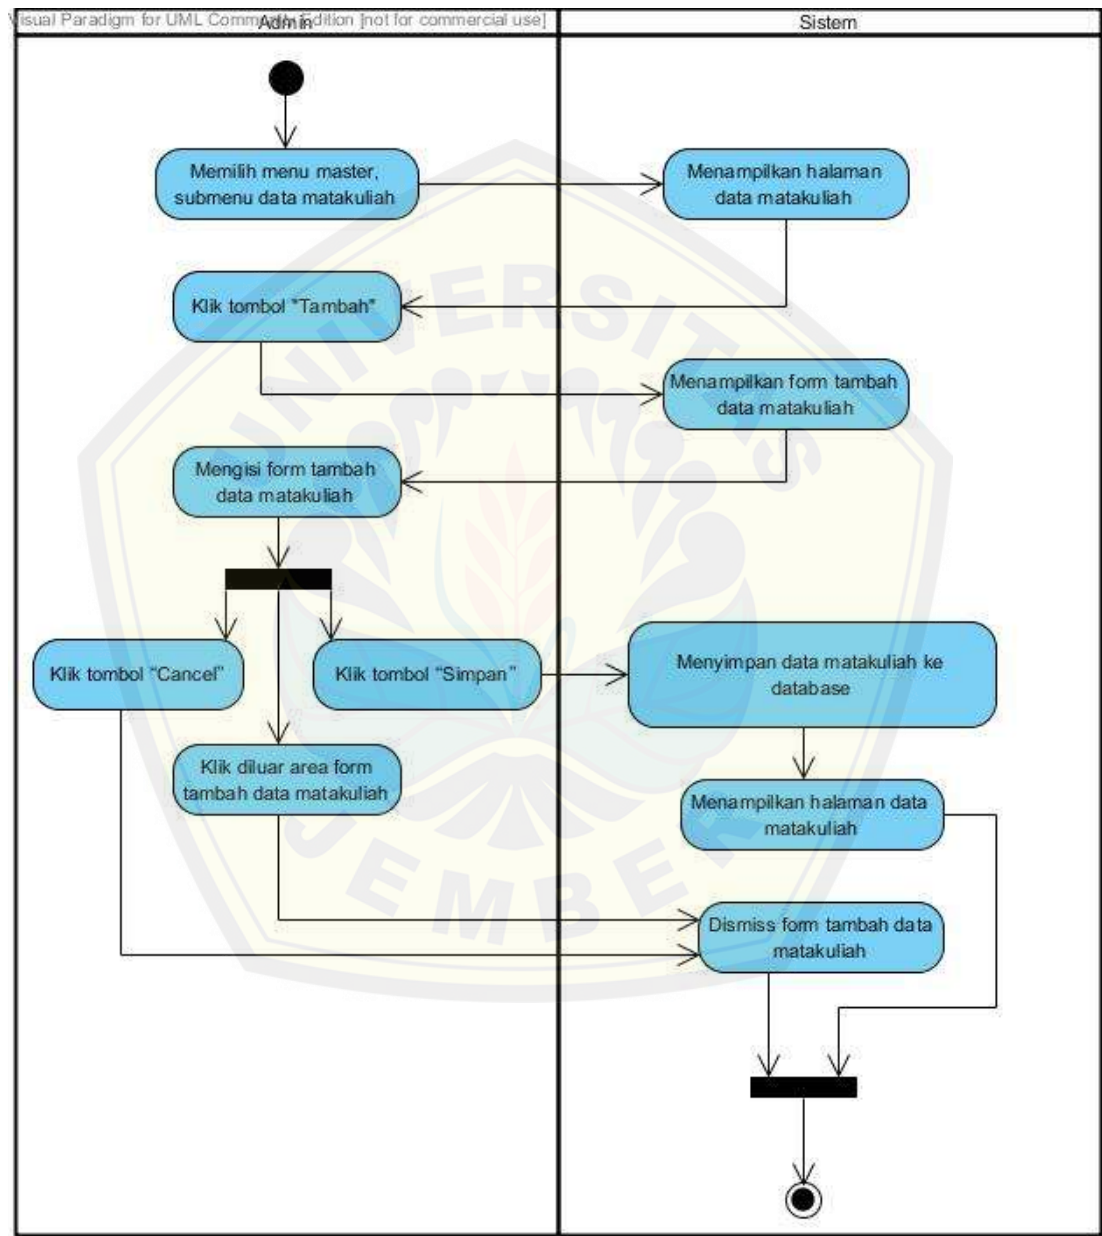 Visual Paradigm for UML Community Edition [not for commercial use]
Admin
Sistem
Memilih menu master,
submenu data matakuliah
Menampilkan halaman
data matakuliah
Klik tombol "Tambah"
Menampilkan form tambah
data matakuliah
Mengisi form tambah
data matakuliah
Klik tombol “Cancel”
Klik tombol “Simpan”
Menyimpan data matakuliah ke
database
Klik diluar area form
tambah data matakuliah
Menampilkan halaman data
matakuliah
Dismiss form tambah data
matakuliah
UNIVERSITAS
JEMBER